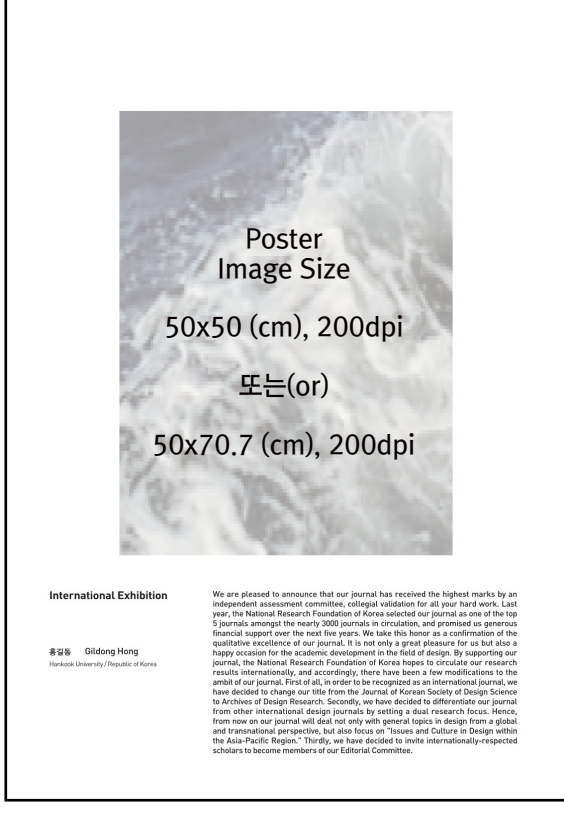 Poster
Image Size
50x50 (cm), 200dpi
또는(or)
50x70.7 (cm), 200dpi
International Exhibition
홍길동 Gildong Hong
Hankook University / Republic of Korea
We are pleased to announce that our journal has received the highest marks by an
independent assessment committee, collegial validation for all your hard work. Last
year, the National Research Foundation of Korea selected our journal as one of the top
5 journals amongst the nearly 3000 journals in circulation, and promised us generous
financial support over the next five years. We take this honor as a confirmation of the
qualitative excellence of our journal. It is not only a great pleasure for us but also a
happy occasion for the academic development in the field of design. By supporting our
journal, the National Research Foundation of Korea hopes to circulate our research
results internationally, and accordingly, there have been a few modifications to the
ambit of our journal. First of all, in order to be recognized as an international journal, we
have decided to change our title from the Journal of Korean Society of Design Science
to Archives of Design Research. Secondly, we have decided to differentiate our journal
from other international design journals by setting a dual research focus. Hence,
from now on our journal will deal not only with general topics in design from a global
and transnational perspective, but also focus on "Issues and Culture in Design within
the Asia-Pacific Region." Thirdly, we have decided to invite internationally-respected
scholars to become members of our Editorial Committee.